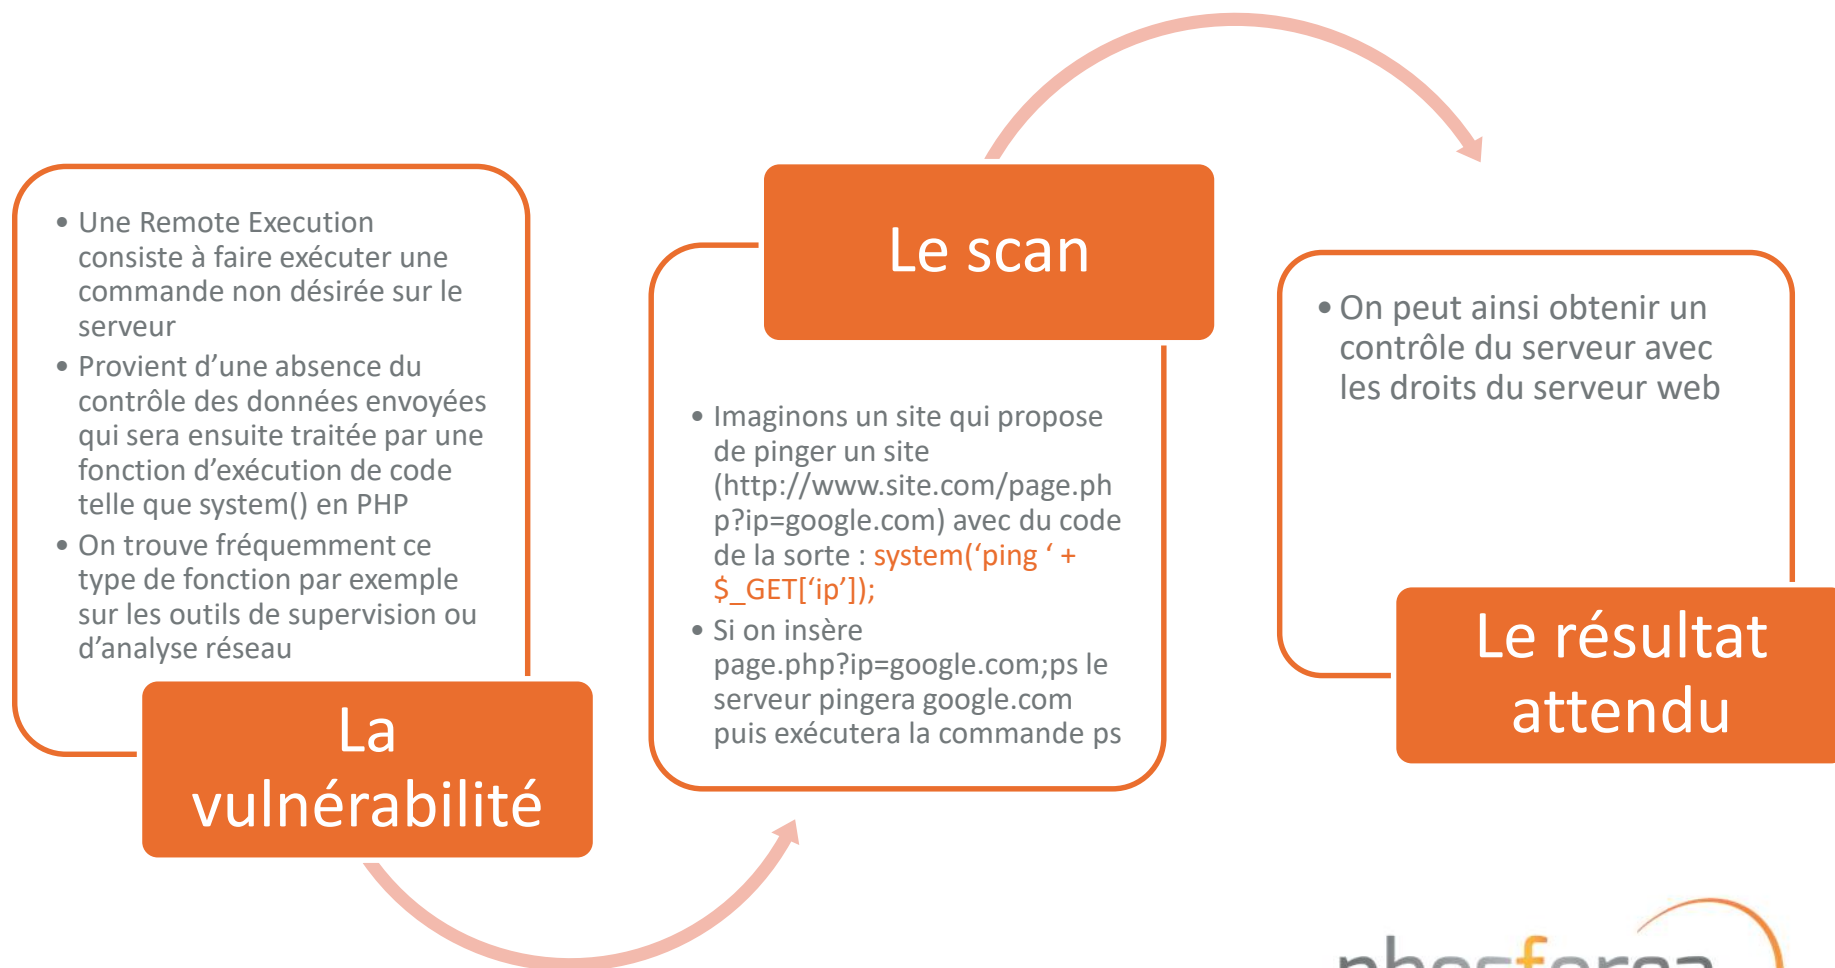 • Une Remote Execution
consiste à faire exécuter une
commande non désirée sur le
serveur
• Provient d’une absence du
contrôle des données envoyées
qui sera ensuite traitée par une
fonction d’exécution de code
telle que system() en PHP
• On trouve fréquemment ce
type de fonction par exemple
sur les outils de supervision ou
d’analyse réseau
La
vulnérabilité
Le scan
• Imaginons un site qui propose
de pinger un site
(http://www.site.com/page.ph
p?ip=google.com) avec du code
de la sorte : system(‘ping ‘ +
$_GET[‘ip’]);
• Si on insère
page.php?ip=google.com;ps le
serveur pingera google.com
puis exécutera la commande ps
• On peut ainsi obtenir un
contrôle du serveur avec
les droits du serveur web
Le résultat
attendu